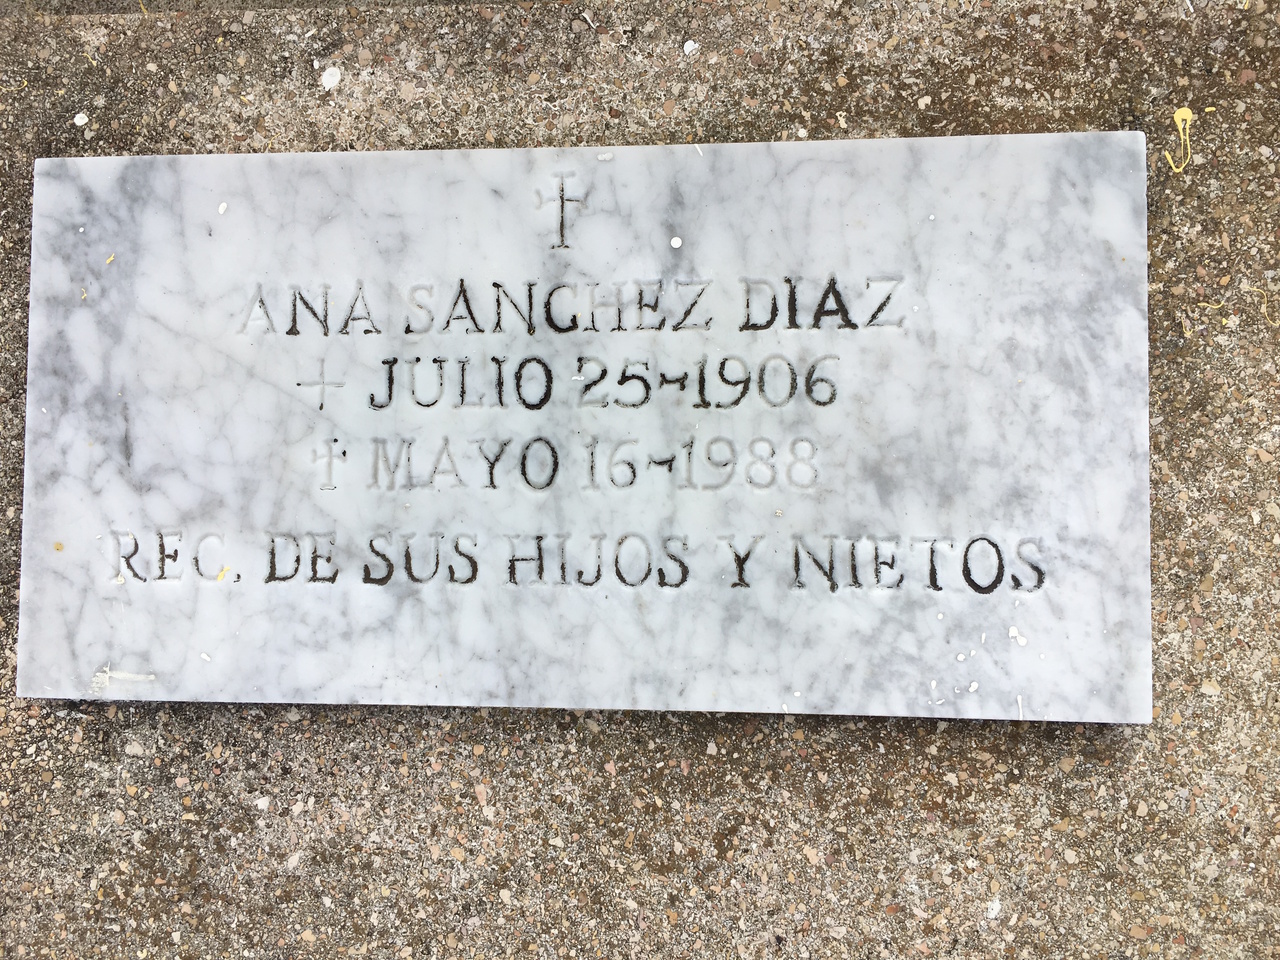 ANA SANCHEZ DIAZ
JULIO 25-1906
MAYO 16-1988
REC. DE SUS HIJOS Y NIETOS